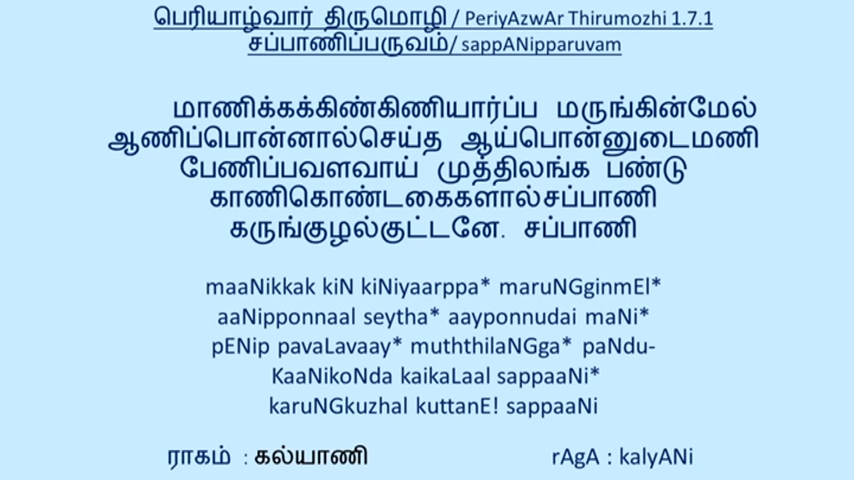 பெரியாழ்வார் திருமொழி / PeriyAzwAr Thirumozhi 1.7.1
சப்பாணிப்பருவம்/ sappANipparuvam
மாணிக்கக்கிண்கிணியார்ப்ப மருங்கின்மேல்
ஆணிப்பொன்னால்செய்த ஆய்பொன்னுடைமணி
பேணிப்பவளவாய் முத்திலங்க பண்டு
காணிகொண்டகைகளால்சப்பாணி
கருங்குழல்குட்டனே. சப்பாணி
maaNikkak kiN kiNiyaarppa* maruNGginmEl*
aaNipponnaal seytha* aayponnudai maNi*
pENip pavaLavaay* muththilaNGga* paNdu-
KaaNikoNda kaikaLaal sappaaNi*
karuNGkuzhal kuttanE! sappaaNi
ராகம் : கல்யாணி rAgA : kalyANi